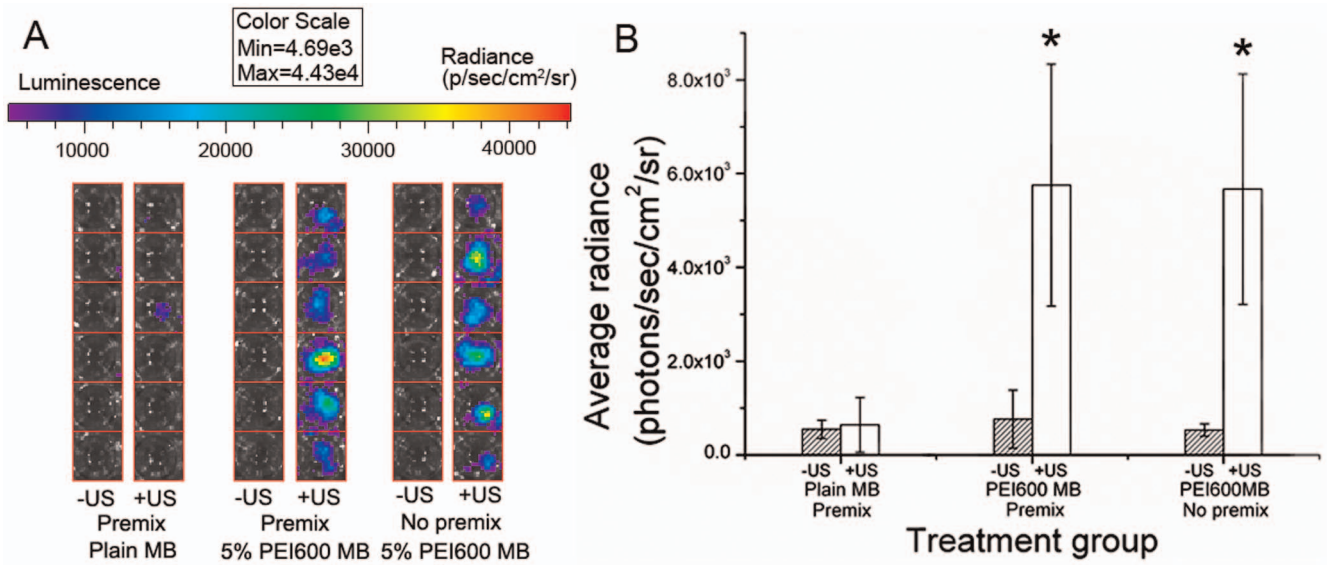 A
Color Scale
Min=4.69e3
Max=4.43e4
Luminescence
Radiance
(p/sec/cm²/sr)
10000 20000 30000 40000
-US +US -US +US -US +US
Premix Premix No premix
Plain MB 5% PEI600 MB 5% PEI600 MB
B
* *
Average radiance
(photons/sec/cm²/sr)
8.0x10³
6.0x10³
4.0x10³
2.0x10³
0.0
-US +US -US +US -US +US
Plain MB PEI600 MB PEI600MB
Premix Premix No premix
Treatment group